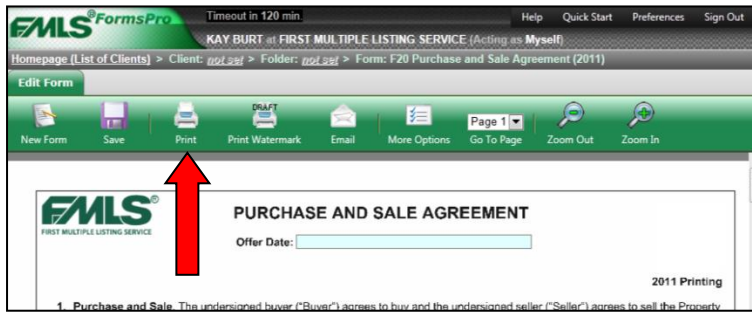 FMLS® FormsPro Timeout in 120 min. Help Quick Start Preferences Sign Out
KAY BURT at FIRST MULTIPLE LISTING SERVICE (Acting as Myself)
Homepage (List of Clients) > Client: not set > Folder: not set > Form: F20 Purchase and Sale Agreement (2011)
Edit Form
DRAFT
Page 1
New Form Save Print Print Watermark Email More Options Go To Page Zoom Out Zoom In
FMLS®
FIRST MULTIPLE LISTING SERVICE
PURCHASE AND SALE AGREEMENT
Offer Date:
2011 Printing
1. Purchase and Sale. The undersigned buyer ("Buyer") agrees to buy and the undersigned seller ("Seller") agrees to sell the Property